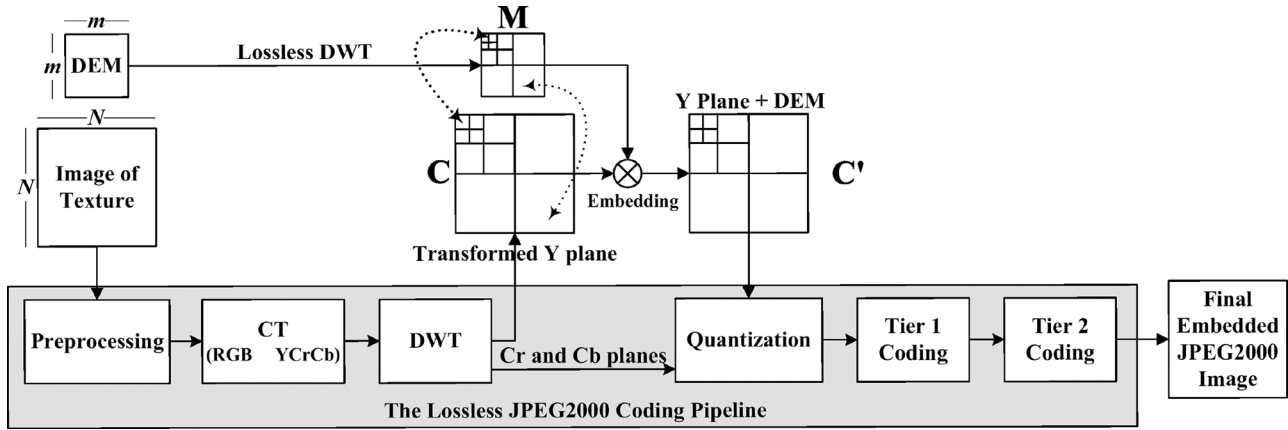 m
m
DEM
Lossless DWT
M
N
N
Image of
Texture
C
Transformed Y plane
Embedding
Y Plane + DEM
C'
Preprocessing
CT
(RGB YCrCb)
DWT
Cr and Cb planes
Quantization
Tier 1
Coding
Tier 2
Coding
Final
Embedded
JPEG2000
Image
The Lossless JPEG2000 Coding Pipeline